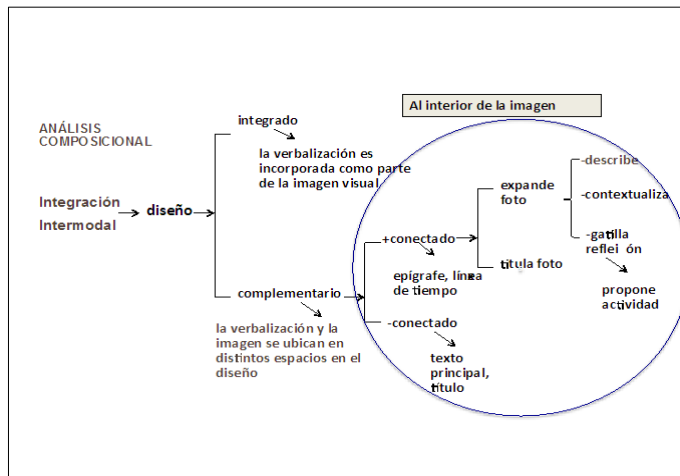 Al interior de la imagen
ANÁLISIS
COMPOSICIONAL
integrado
la verbalización es
incorporada como parte
de la imagen visual
Integración
Intermodal
diseño
complementario
la verbalización y la
imagen se ubican en
distintos espacios en el
diseño
+conectado
epígrafe, línea
de tiempo
-conectado
texto
principal,
título
expande
foto
titula foto
-describe
-contextualiza
-gatilla
reflei ón
propone
actividad